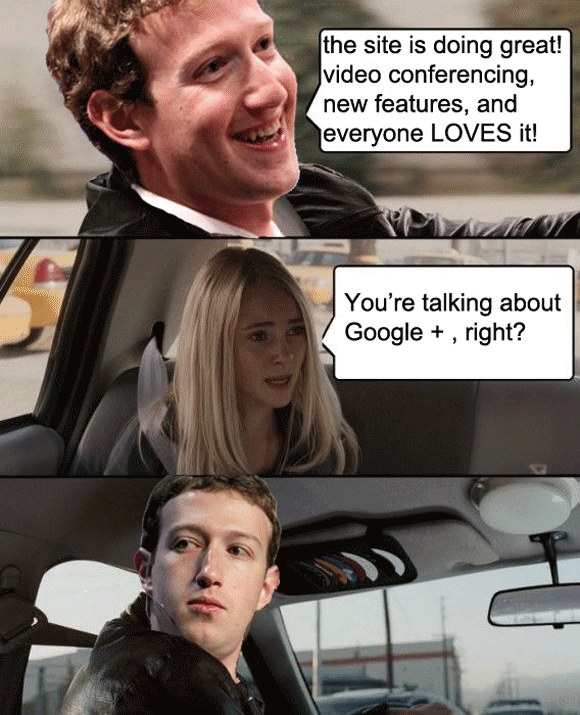 the site is doing great!
video conferencing,
new features, and
everyone LOVES it!
You’re talking about
Google + , right?